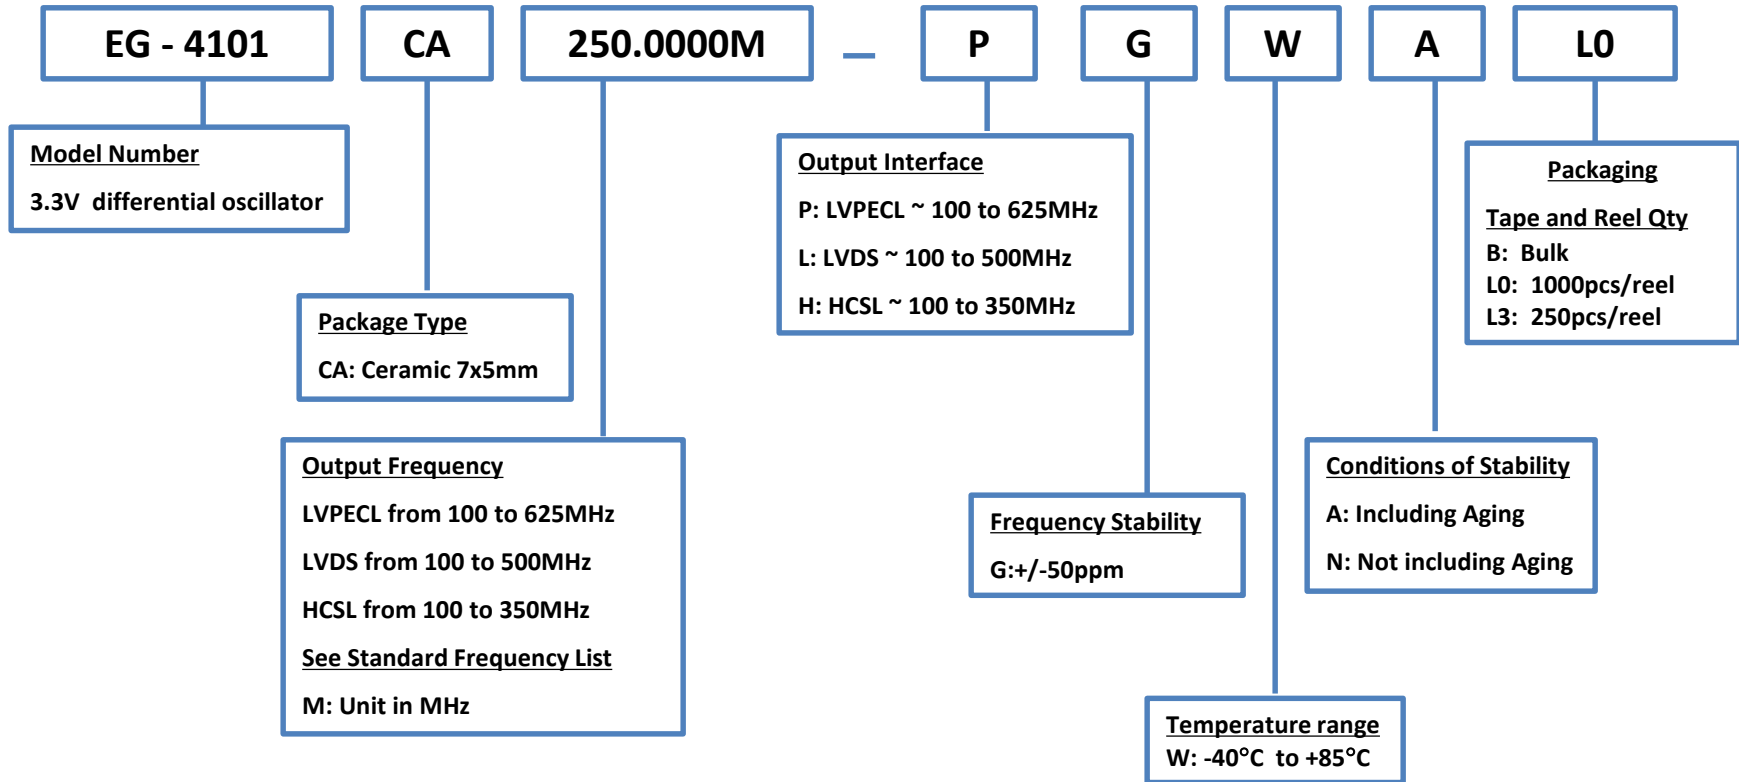 EG - 4101 CA 250.0000M _ P G W A L0
Model Number
3.3V differential oscillator
Package Type
CA: Ceramic 7x5mm
Output Frequency
LVPECL from 100 to 625MHz
LVDS from 100 to 500MHz
HCSL from 100 to 350MHz
See Standard Frequency List
M: Unit in MHz
Output Interface
P: LVPECL ~ 100 to 625MHz
L: LVDS ~ 100 to 500MHz
H: HCSL ~ 100 to 350MHz
Frequency Stability
G:+/-50ppm
Temperature range
W: -40°C to +85°C
Conditions of Stability
A: Including Aging
N: Not including Aging
Packaging
Tape and Reel Qty
B: Bulk
L0: 1000pcs/reel
L3: 250pcs/reel